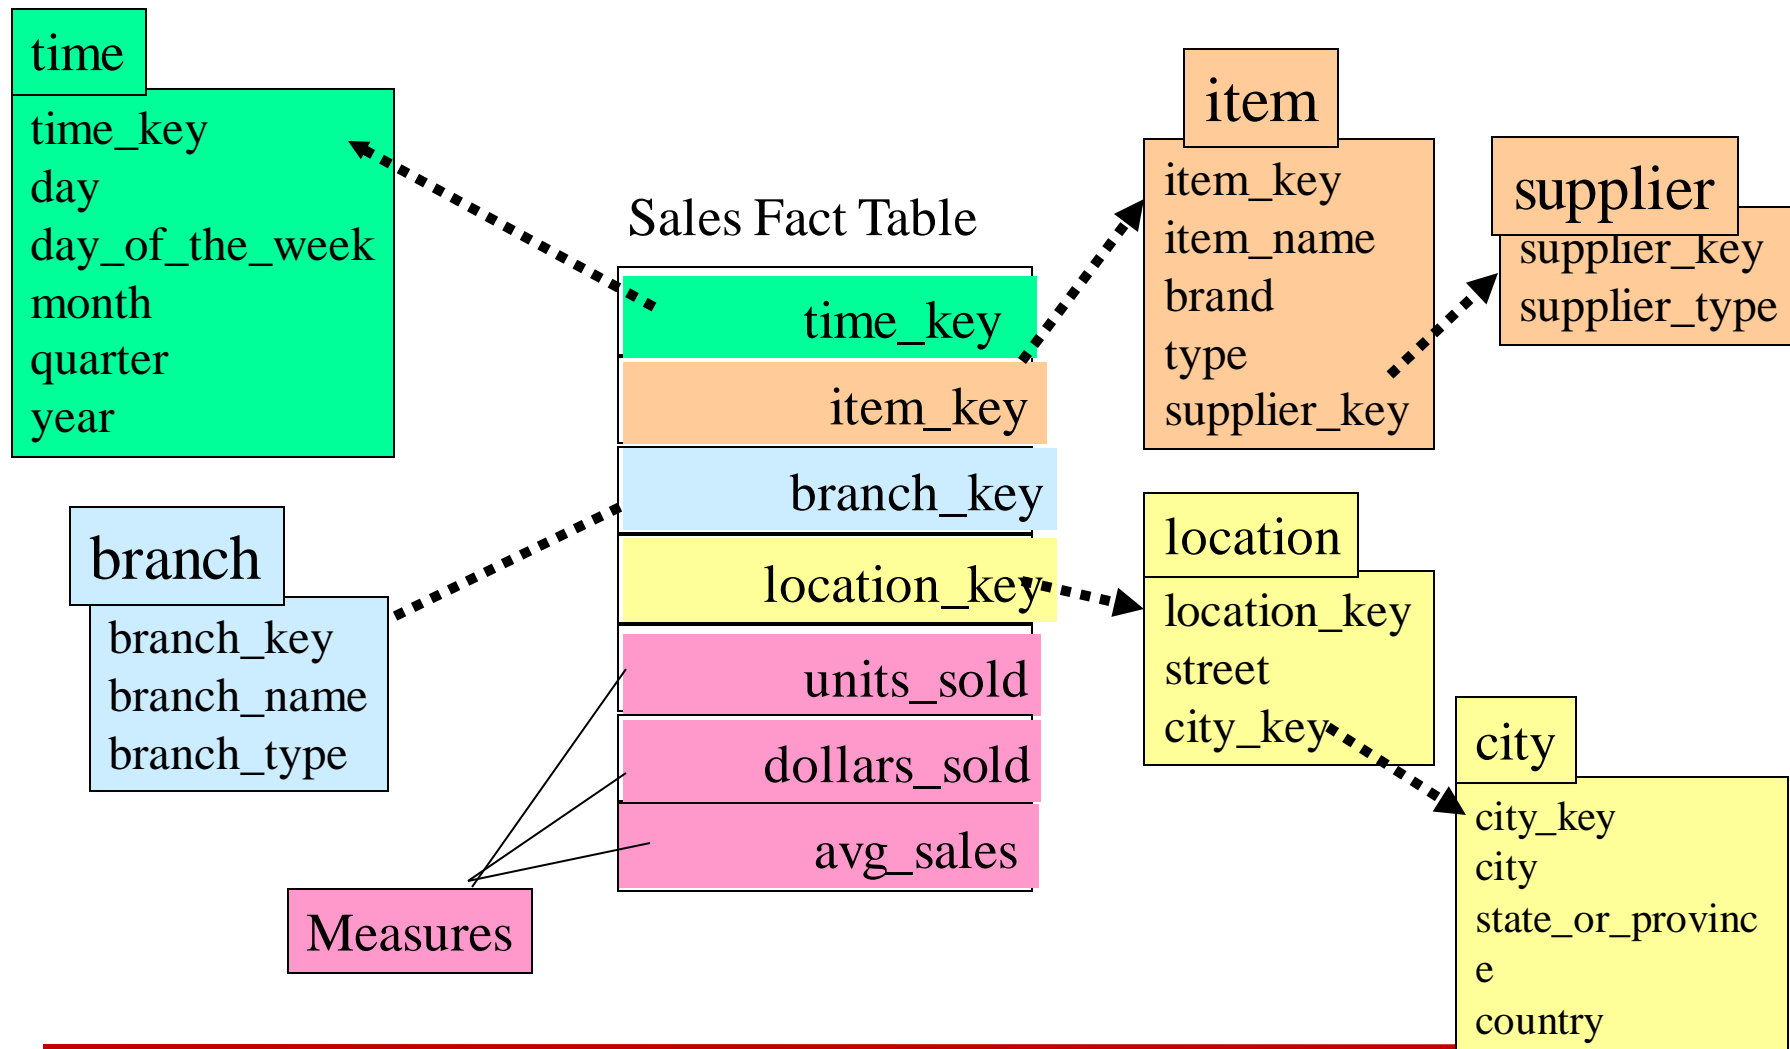 time
time_key
day
day_of_the_week
month
quarter
year
branch
branch_key
branch_name
branch_type
Sales Fact Table
time_key
item_key
branch_key
location_key
units_sold
dollars_sold
avg_sales
Measures
item
item_key
item_name
brand
type
supplier_key
supplier
supplier_key
supplier_type
location
location_key
street
city_key
city
city_key
city
state_or_provinc
e
country